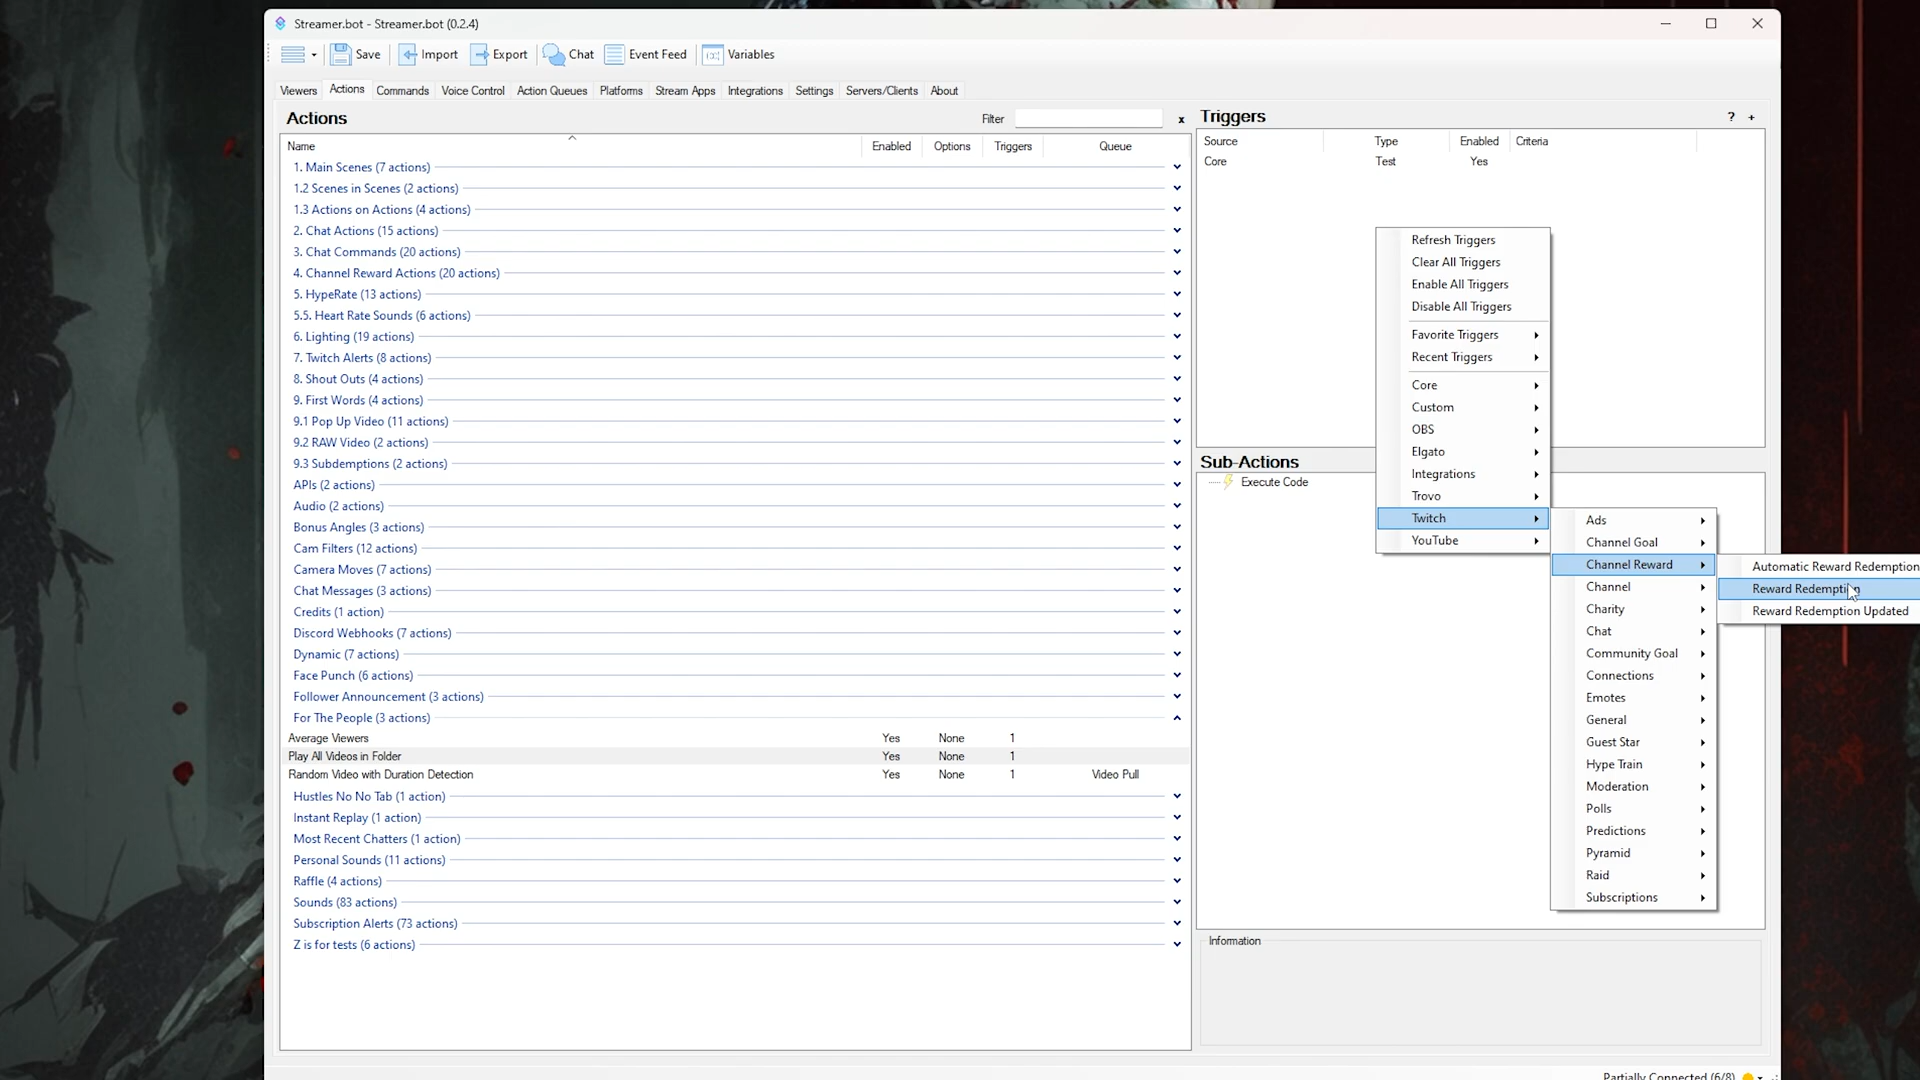 Streamer.bot - Streamer.bot (0.2.4)
Save
Import
Export
Chat
Event Feed
Variables
Viewers
Actions
Commands
Voice Control
Action Queues
Platforms
Stream Apps
Integrations
Settings
Servers/Clients
About
Actions
Filter
x
Name
Enabled
Options
Triggers
Queue
1. Main Scenes (7 actions)
1.2 Scenes in Scenes (2 actions)
1.3 Actions on Actions (4 actions)
2. Chat Actions (15 actions)
3. Chat Commands (20 actions)
4. Channel Reward Actions (20 actions)
5. HypeRate (13 actions)
5.5. Heart Rate Sounds (6 actions)
6. Lighting (19 actions)
7. Twitch Alerts (8 actions)
8. Shout Outs (4 actions)
9. First Words (4 actions)
9.1 Pop Up Video (11 actions)
9.2 RAW Video (2 actions)
9.3 Subdemptions (2 actions)
APIs (2 actions)
Audio (2 actions)
Bonus Angles (3 actions)
Cam Filters (12 actions)
Camera Moves (7 actions)
Chat Messages (3 actions)
Credits (1 action)
Discord Webhooks (7 actions)
Dynamic (7 actions)
Face Punch (6 actions)
Follower Announcement (3 actions)
For The People (3 actions)
Average Viewers Yes None 1
Play All Videos in Folder Yes None 1
Random Video with Duration Detection Yes None 1 Video Pull
Hustles No No Tab (1 action)
Instant Replay (1 action)
Most Recent Chatters (1 action)
Personal Sounds (11 actions)
Raffle (4 actions)
Sounds (83 actions)
Subscription Alerts (73 actions)
Z is for tests (6 actions)
Triggers
? +
Source Type Enabled Criteria
Core Test Yes
Refresh Triggers
Clear All Triggers
Enable All Triggers
Disable All Triggers
Favorite Triggers
Recent Triggers
Core
Custom
OBS
Elgato
Integrations
Trovo
Twitch
YouTube
Sub-Actions
Execute Code
Ads
Channel Goal
Channel Reward
Channel
Charity
Chat
Community Goal
Connections
Emotes
General
Guest Star
Hype Train
Moderation
Polls
Predictions
Pyramid
Raid
Subscriptions
Automatic Reward Redemption
Reward Redemption
Reward Redemption Updated
Information
Partially Connected (6/8)